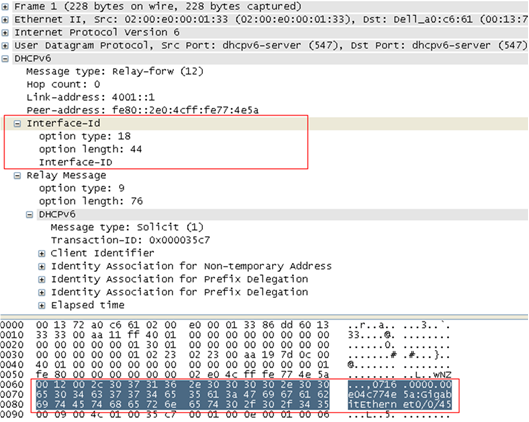 Frame 1 (228 bytes on wire, 228 bytes captured)
Ethernet II, Src: 02:00:e0:00:01:33 (02:00:e0:00:01:33), Dst: Dell_a0:c6:61 (00:13:7
Internet Protocol Version 6
User Datagram Protocol, Src Port: dhcpv6-server (547), Dst Port: dhcpv6-server (547)
DHCPv6
Message type: Relay-forw (12)
Hop count: 0
Link-address: 4001::1
Peer-address: fe80::2e0:4cff:fe77:4e5a
Interface-Id
option type: 18
option length: 44
Interface-ID
Relay Message
option type: 9
option length: 76
DHCPv6
Message type: Solicit (1)
Transaction-ID: 0x000035c7
Client Identifier
Identity Association for Non-temporary Address
Identity Association for Prefix Delegation
Identity Association for Prefix Delegation
Elapsed time
0000 00 13 72 a0 c6 61 02 00 e0 00 01 33 86 dd 60 13 ..r..a.. ...3..`.
0010 33 33 00 aa 11 ff 40 01 00 00 00 00 00 00 00 00 33....@. ........
0020 00 00 00 00 00 01 30 01 00 00 00 00 00 00 00 00 ......0. ........
0030 00 00 00 00 00 01 02 23 02 23 00 aa 19 7d 0c 00 .......# .#...}..
0040 40 01 00 00 00 00 00 00 00 00 00 00 00 00 00 01 @....... ........
0050 fe 80 00 00 00 00 00 00 02 e0 4c ff fe 77 4e 5a ........ ..L..wNZ
0060 00 12 00 2c 30 37 31 36 2e 30 30 30 30 2e 30 30 ...,0716 .0000.00
0070 65 30 34 63 37 37 34 65 35 61 3a 47 69 67 61 62 e04c774e 5a:Gigab
0080 69 74 45 74 68 65 72 6e 65 74 30 2f 30 2f 34 35 itEthern et0/0/45
0090 00 09 00 4c 01 00 35 c7 00 01 00 0e 00 01 00 06 ...L..5. ........